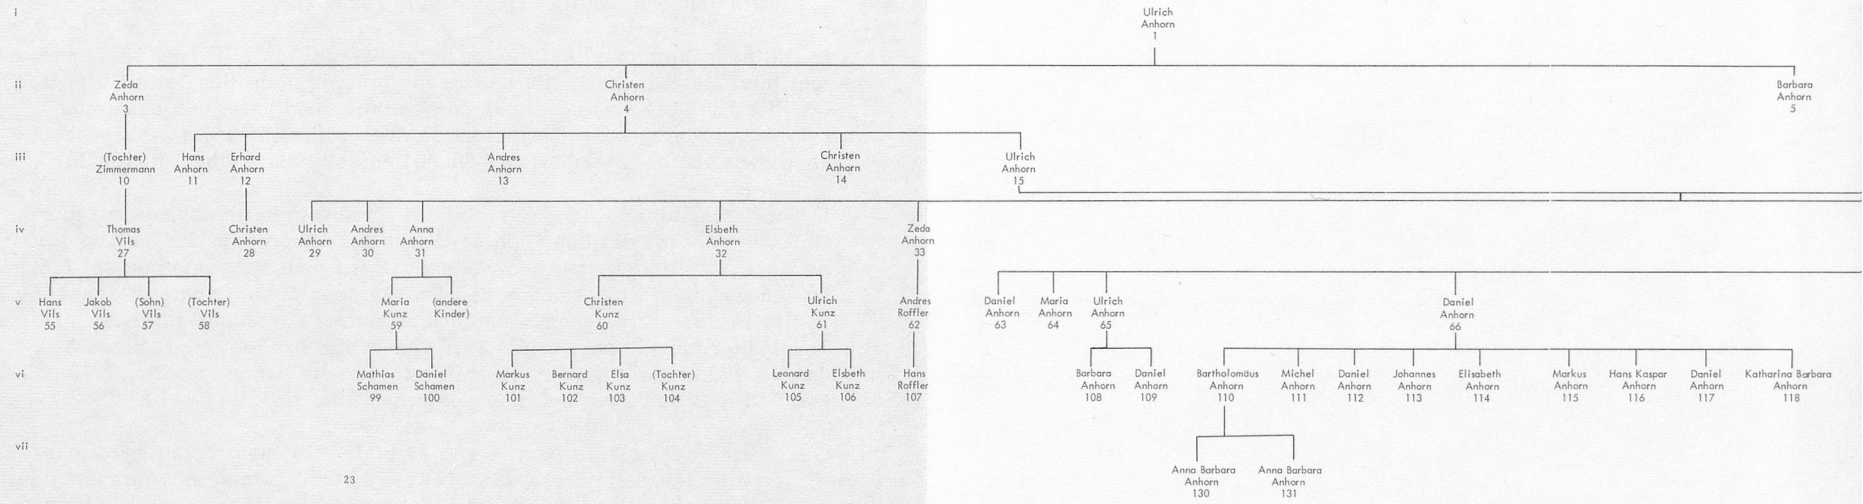 i
Ulrich
Anhorn
1
ii
Zeda
Anhorn
3
Christen
Anhorn
4
Barbara
Anhorn
5
iii
(Tochter)
Zimmermann
10
Hans
Anhorn
11
Erhard
Anhorn
12
Andres
Anhorn
13
Christen
Anhorn
14
Ulrich
Anhorn
15
iv
Thomas
Vils
27
Christen
Anhorn
28
Ulrich
Anhorn
29
Andres
Anhorn
30
Anna
Anhorn
31
Elsbeth
Anhorn
32
Zeda
Anhorn
33
v
Hans
Vils
55
Jakob
Vils
56
(Sohn)
Vils
57
(Tochter)
Vils
58
Maria
Kunz
59
(andere
Kinder)
Christen
Kunz
60
Ulrich
Kunz
61
Andres
Roffler
62
Daniel
Anhorn
63
Maria
Anhorn
64
Ulrich
Anhorn
65
Daniel
Anhorn
66
vi
Mathias
Schamen
99
Daniel
Schamen
100
Markus
Kunz
101
Bernard
Kunz
102
Elsa
Kunz
103
(Tochter)
Kunz
104
Leonard
Kunz
105
Elsbeth
Kunz
106
Hans
Roffler
107
Barbara
Anhorn
108
Daniel
Anhorn
109
Bartholomäus
Anhorn
110
Michel
Anhorn
111
Daniel
Anhorn
112
Johannes
Anhorn
113
Elisabeth
Anhorn
114
Markus
Anhorn
115
Hans Kaspar
Anhorn
116
Daniel
Anhorn
117
Katharina Barbara
Anhorn
118
vii
Anna Barbara
Anhorn
130
Anna Barbara
Anhorn
131
23